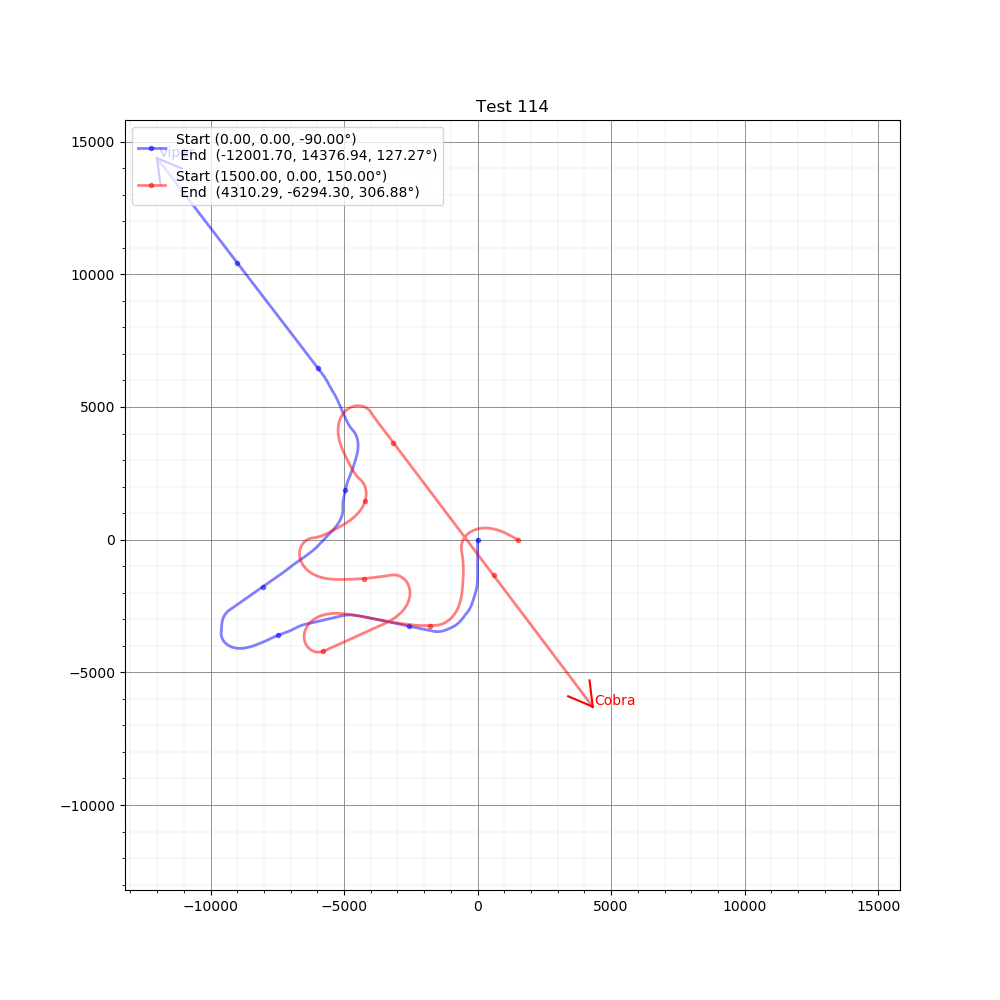 Test 114
Start (0.00, 0.00, -90.00°)
End (-12001.70, 14376.94, 127.27°)
Start (1500.00, 0.00, 150.00°)
End (4310.29, -6294.30, 306.88°)
Viper
Cobra
15000
10000
5000
0
−5000
−10000
−10000
−5000
0
5000
10000
15000